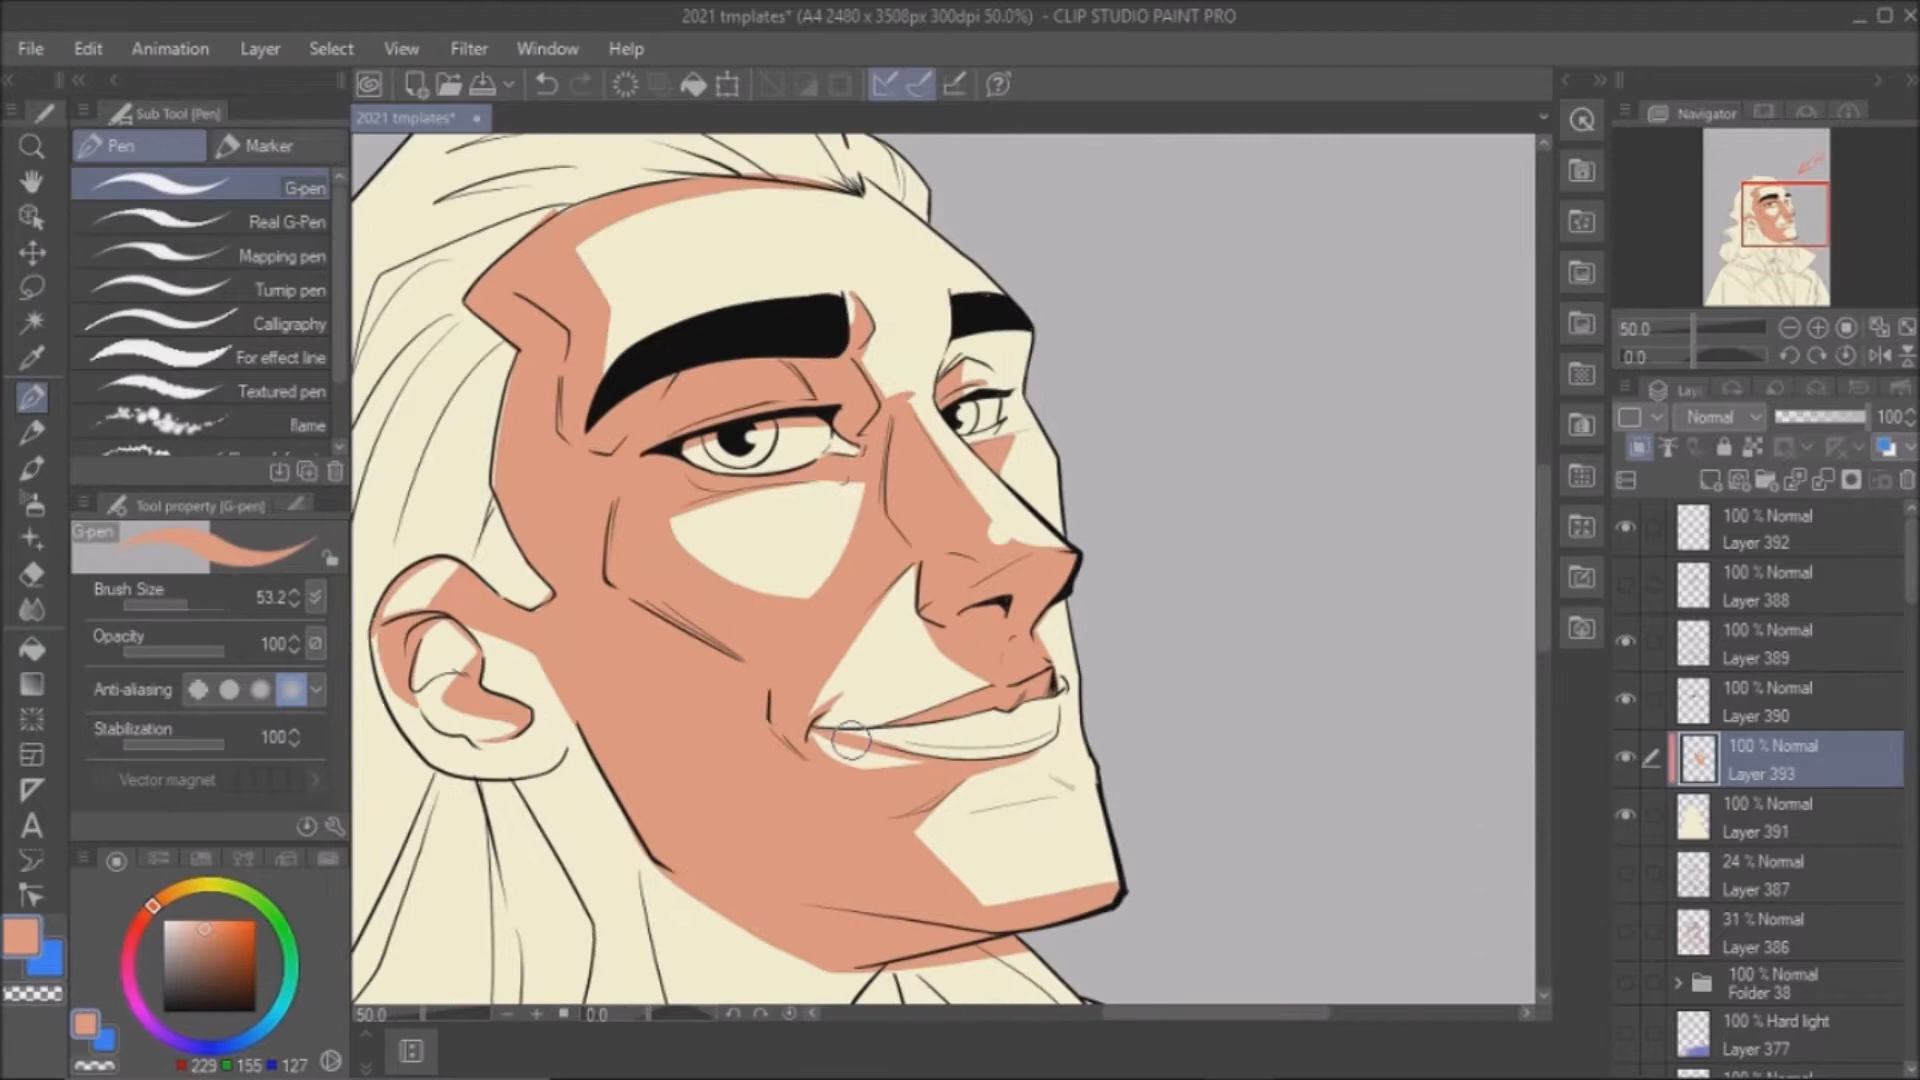 2021 tmplates* (A4 2480 x 3508px 300dpi 50.0%) - CLIP STUDIO PAINT PRO
File Edit Animation Layer Select View Filter Window Help
Sub Tool [Pen]
Pen Marker
G-pen
Real G-Pen
Mapping pen
Turnip pen
Calligraphy
For effect line
Textured pen
flame
Tool property [G-pen]
G-pen
Brush Size 53.2
Opacity 100
Anti-aliasing
Stabilization 100
Vector magnet
229 155 127
2021 tmplates*
50.0 0.0
Navigator
50.0
0.0
Lay
Normal 100
100 % Normal
Layer 392
100 % Normal
Layer 388
100 % Normal
Layer 389
100 % Normal
Layer 390
100 % Normal
Layer 393
100 % Normal
Layer 391
24 % Normal
Layer 387
31 % Normal
Layer 386
100 % Normal
Folder 38
100 % Hard light
Layer 377